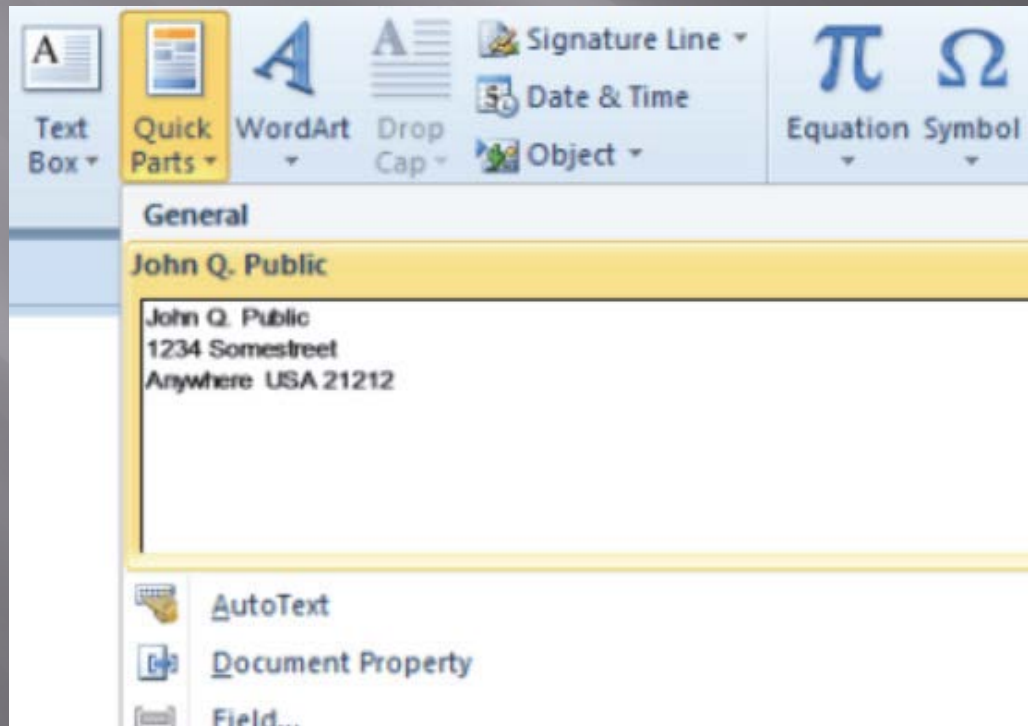 A
Text
Box
Quick
Parts
A
WordArt
A
Drop
Cap
Signature Line
Date & Time
Object
π
Equation
Ω
Symbol
General
John Q. Public
John Q. Public
1234 Somestreet
Anywhere USA 21212
AutoText
Document Property
Field...